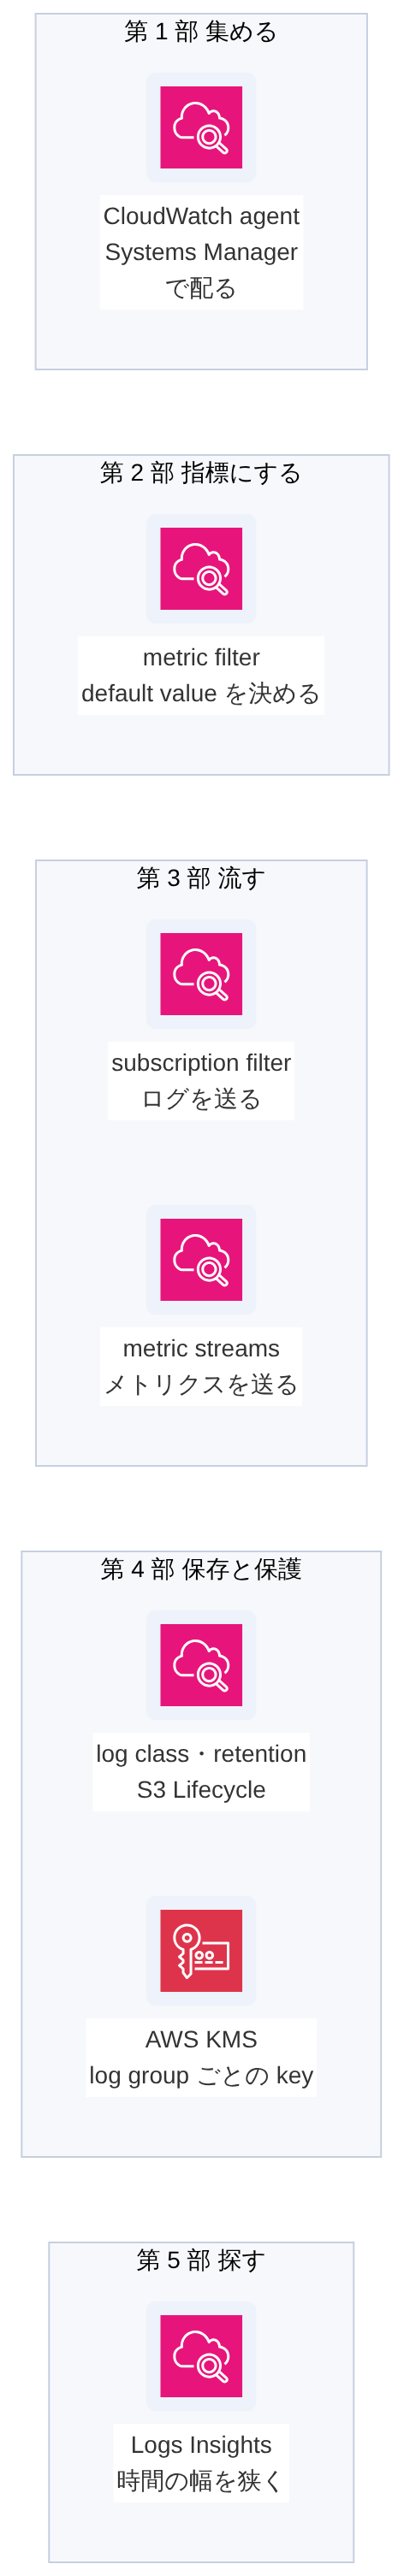 第 1 部 集める
CloudWatch agent
Systems Manager
で配る
第 2 部 指標にする
metric filter
default value を決める
第 3 部 流す
subscription filter
ログを送る
metric streams
メトリクスを送る
第 4 部 保存と保護
log class・retention
S3 Lifecycle
AWS KMS
log group ごとの key
第 5 部 探す
Logs Insights
時間の幅を狭く